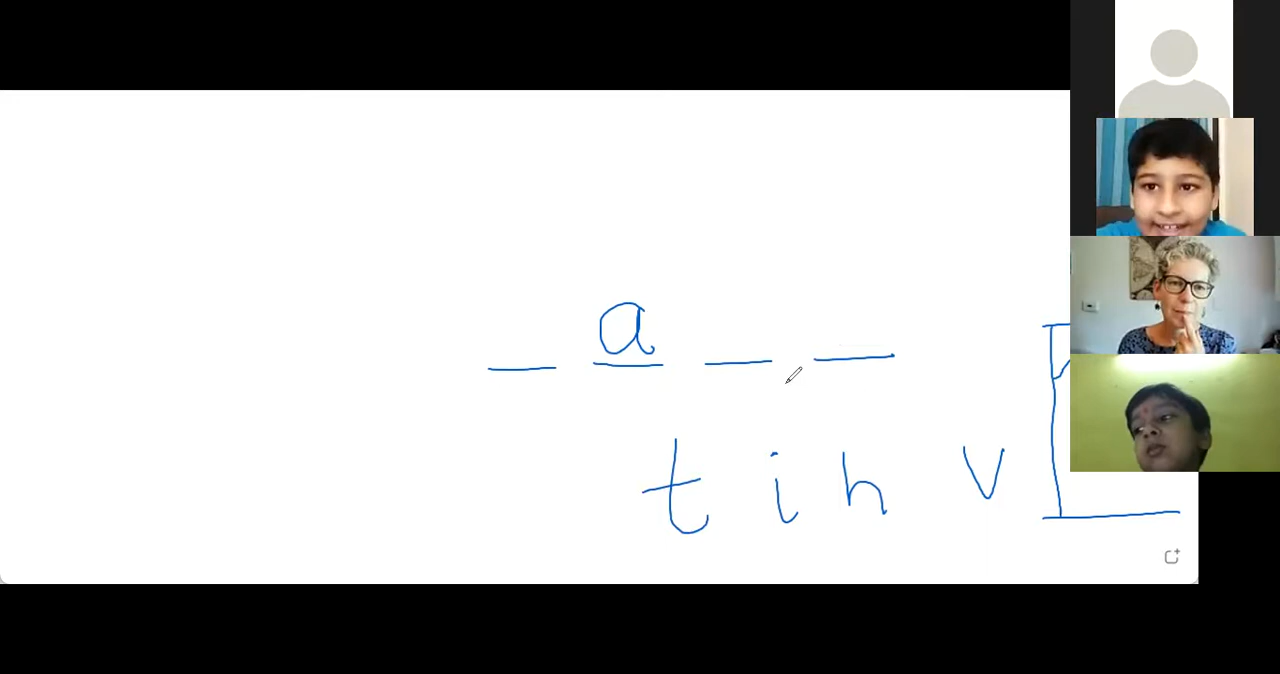 _ a _ _
t i h v